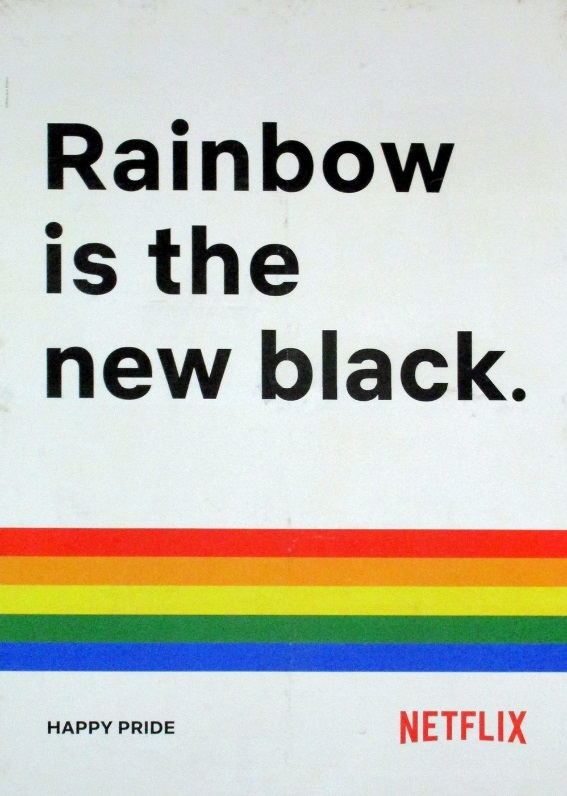 Rainbow
is the
new black.
HAPPY PRIDE
NETFLIX